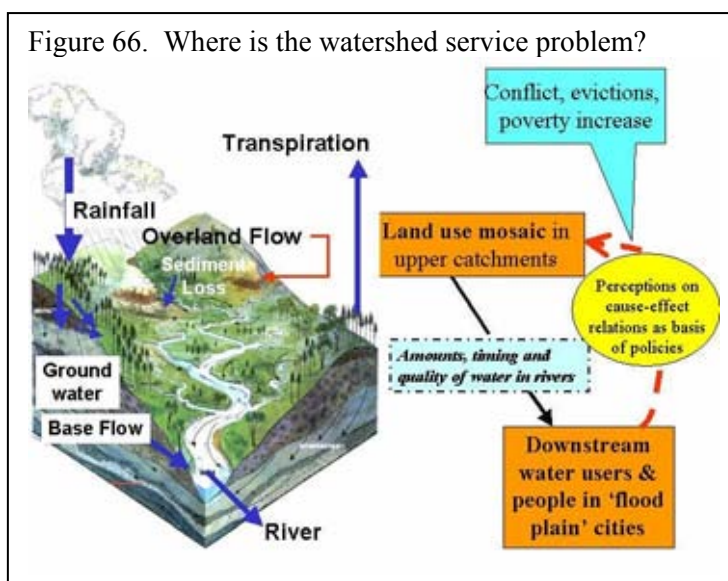 Figure 66.  Where is the watershed service problem?
Conflict, evictions,
poverty increase
Transpiration
Rainfall
Overland Flow
Sediment
Loss
Land use mosaic in
upper catchments
Perceptions on
cause-effect
relations as basis
of policies
Amounts, timing and
quality of water in rivers
Ground
water
Base Flow
River
Downstream
water users &
people in ‘flood
plain’ cities